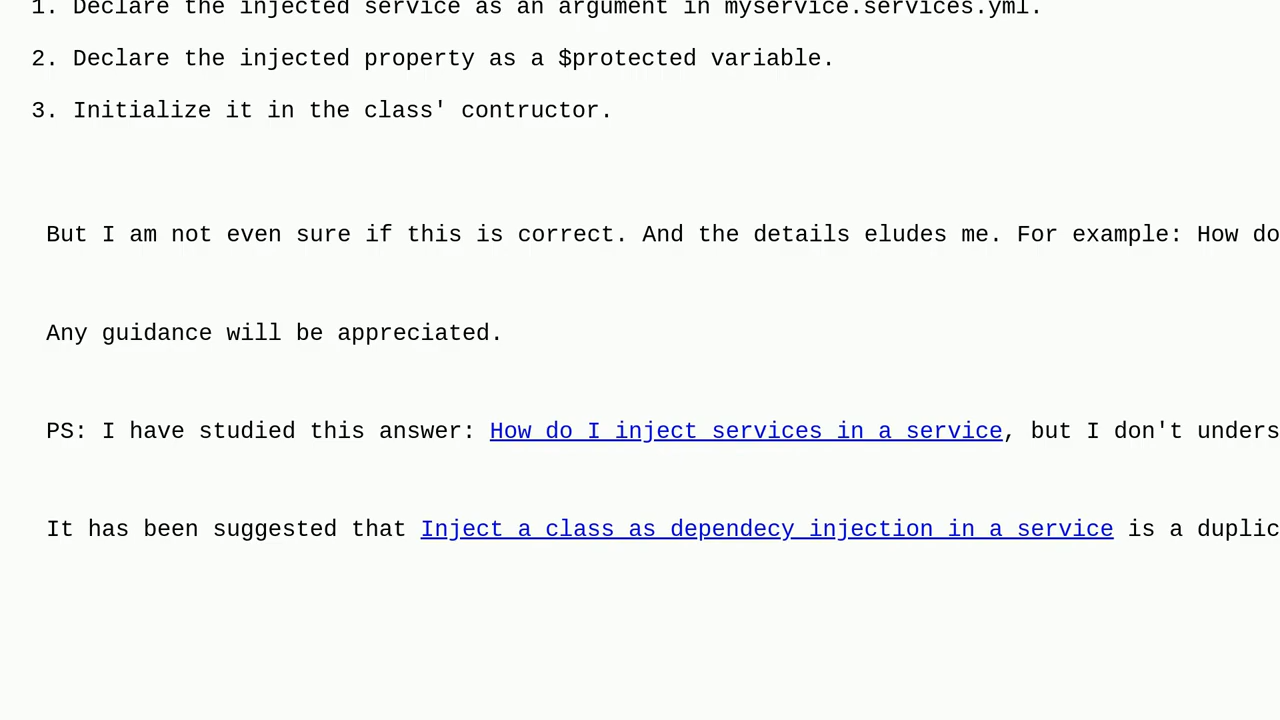 1. Declare the injected service as an argument in myservice.services.yml.
2. Declare the injected property as a $protected variable.
3. Initialize it in the class' contructor.
But I am not even sure if this is correct. And the details eludes me. For example: How do
Any guidance will be appreciated.
PS: I have studied this answer: How do I inject services in a service, but I don't unders
It has been suggested that Inject a class as dependecy injection in a service is a duplic